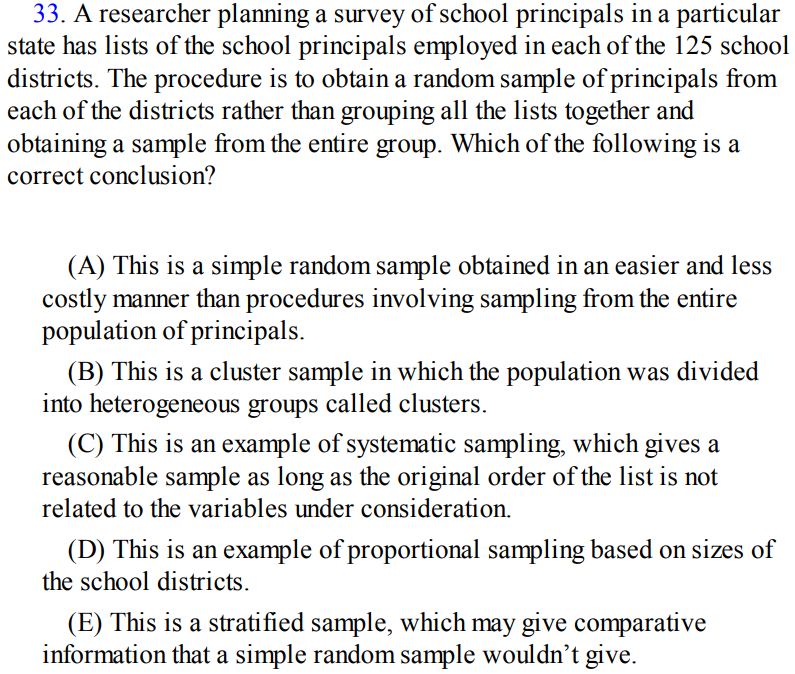 33. A researcher planning a survey of school principals in a particular
state has lists of the school principals employed in each of the 125 school
districts. The procedure is to obtain a random sample of principals from
each of the districts rather than grouping all the lists together and
obtaining a sample from the entire group. Which of the following is a
correct conclusion?
(A) This is a simple random sample obtained in an easier and less
costly manner than procedures involving sampling from the entire
population of principals.
(B) This is a cluster sample in which the population was divided
into heterogeneous groups called clusters.
(C) This is an example of systematic sampling, which gives a
reasonable sample as long as the original order of the list is not
related to the variables under consideration.
(D) This is an example of proportional sampling based on sizes of
the school districts.
(E) This is a stratified sample, which may give comparative
information that a simple random sample wouldn’t give.